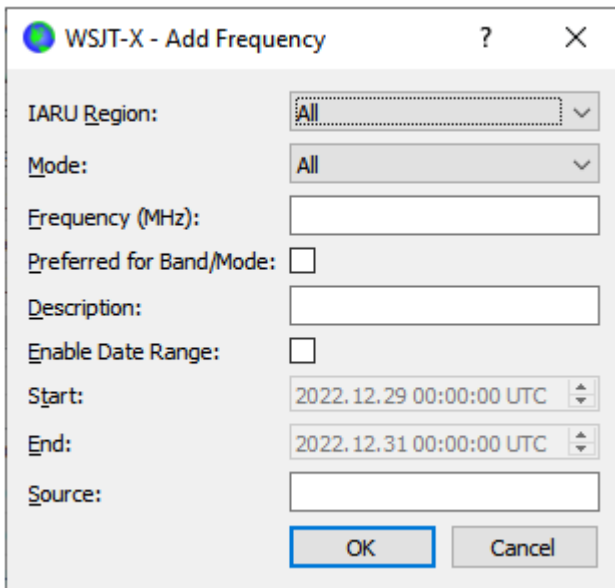 WSJT-X - Add Frequency ? ×
IARU Region: All
Mode: All
Frequency (MHz):
Preferred for Band/Mode:
Description:
Enable Date Range:
Start: 2022.12.29 00:00:00 UTC
End: 2022.12.31 00:00:00 UTC
Source:
OK Cancel